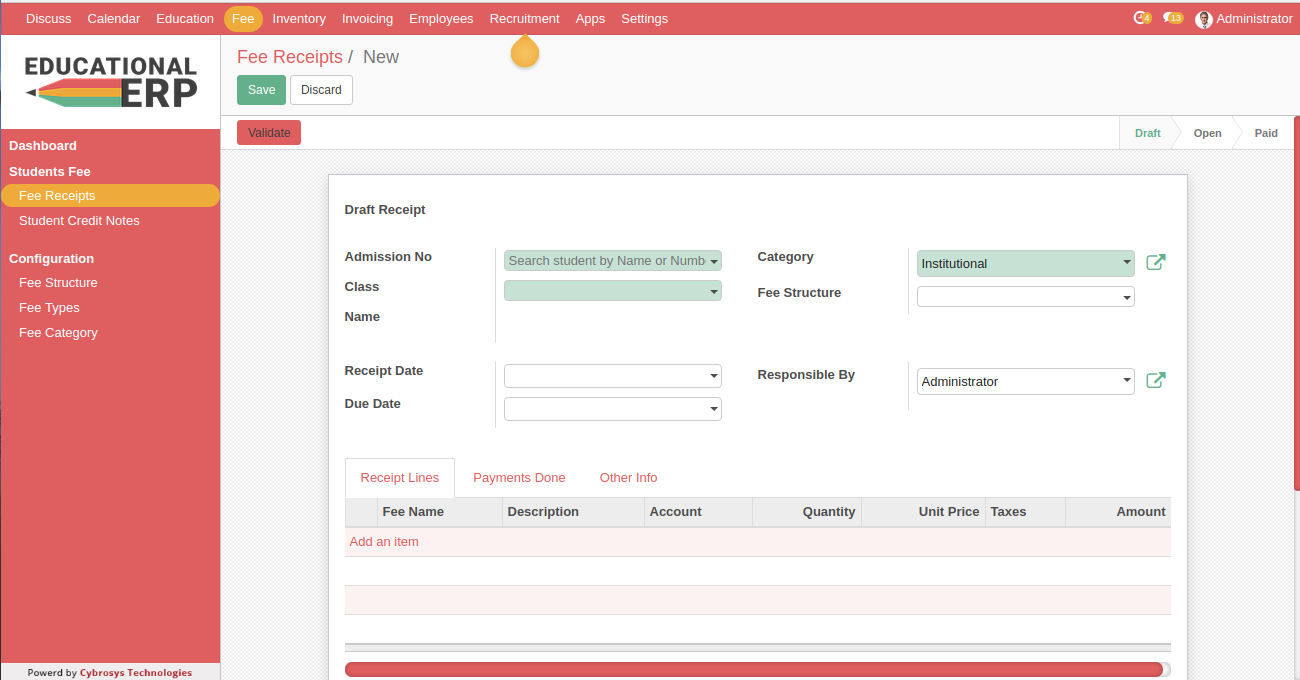 Discuss Calendar Education Fee Inventory Invoicing Employees Recruitment Apps Settings 4 13 Administrator
EDUCATIONAL
ERP
Fee Receipts / New
Save Discard
Validate Draft Open Paid
Dashboard
Students Fee
Fee Receipts
Student Credit Notes
Configuration
Fee Structure
Fee Types
Fee Category
Powerd by Cybrosys Technologies
Draft Receipt
Admission No Search student by Name or Numb Category Institutional
Class Fee Structure
Name
Receipt Date Responsible By Administrator
Due Date
Receipt Lines Payments Done Other Info
Fee Name Description Account Quantity Unit Price Taxes Amount
Add an item